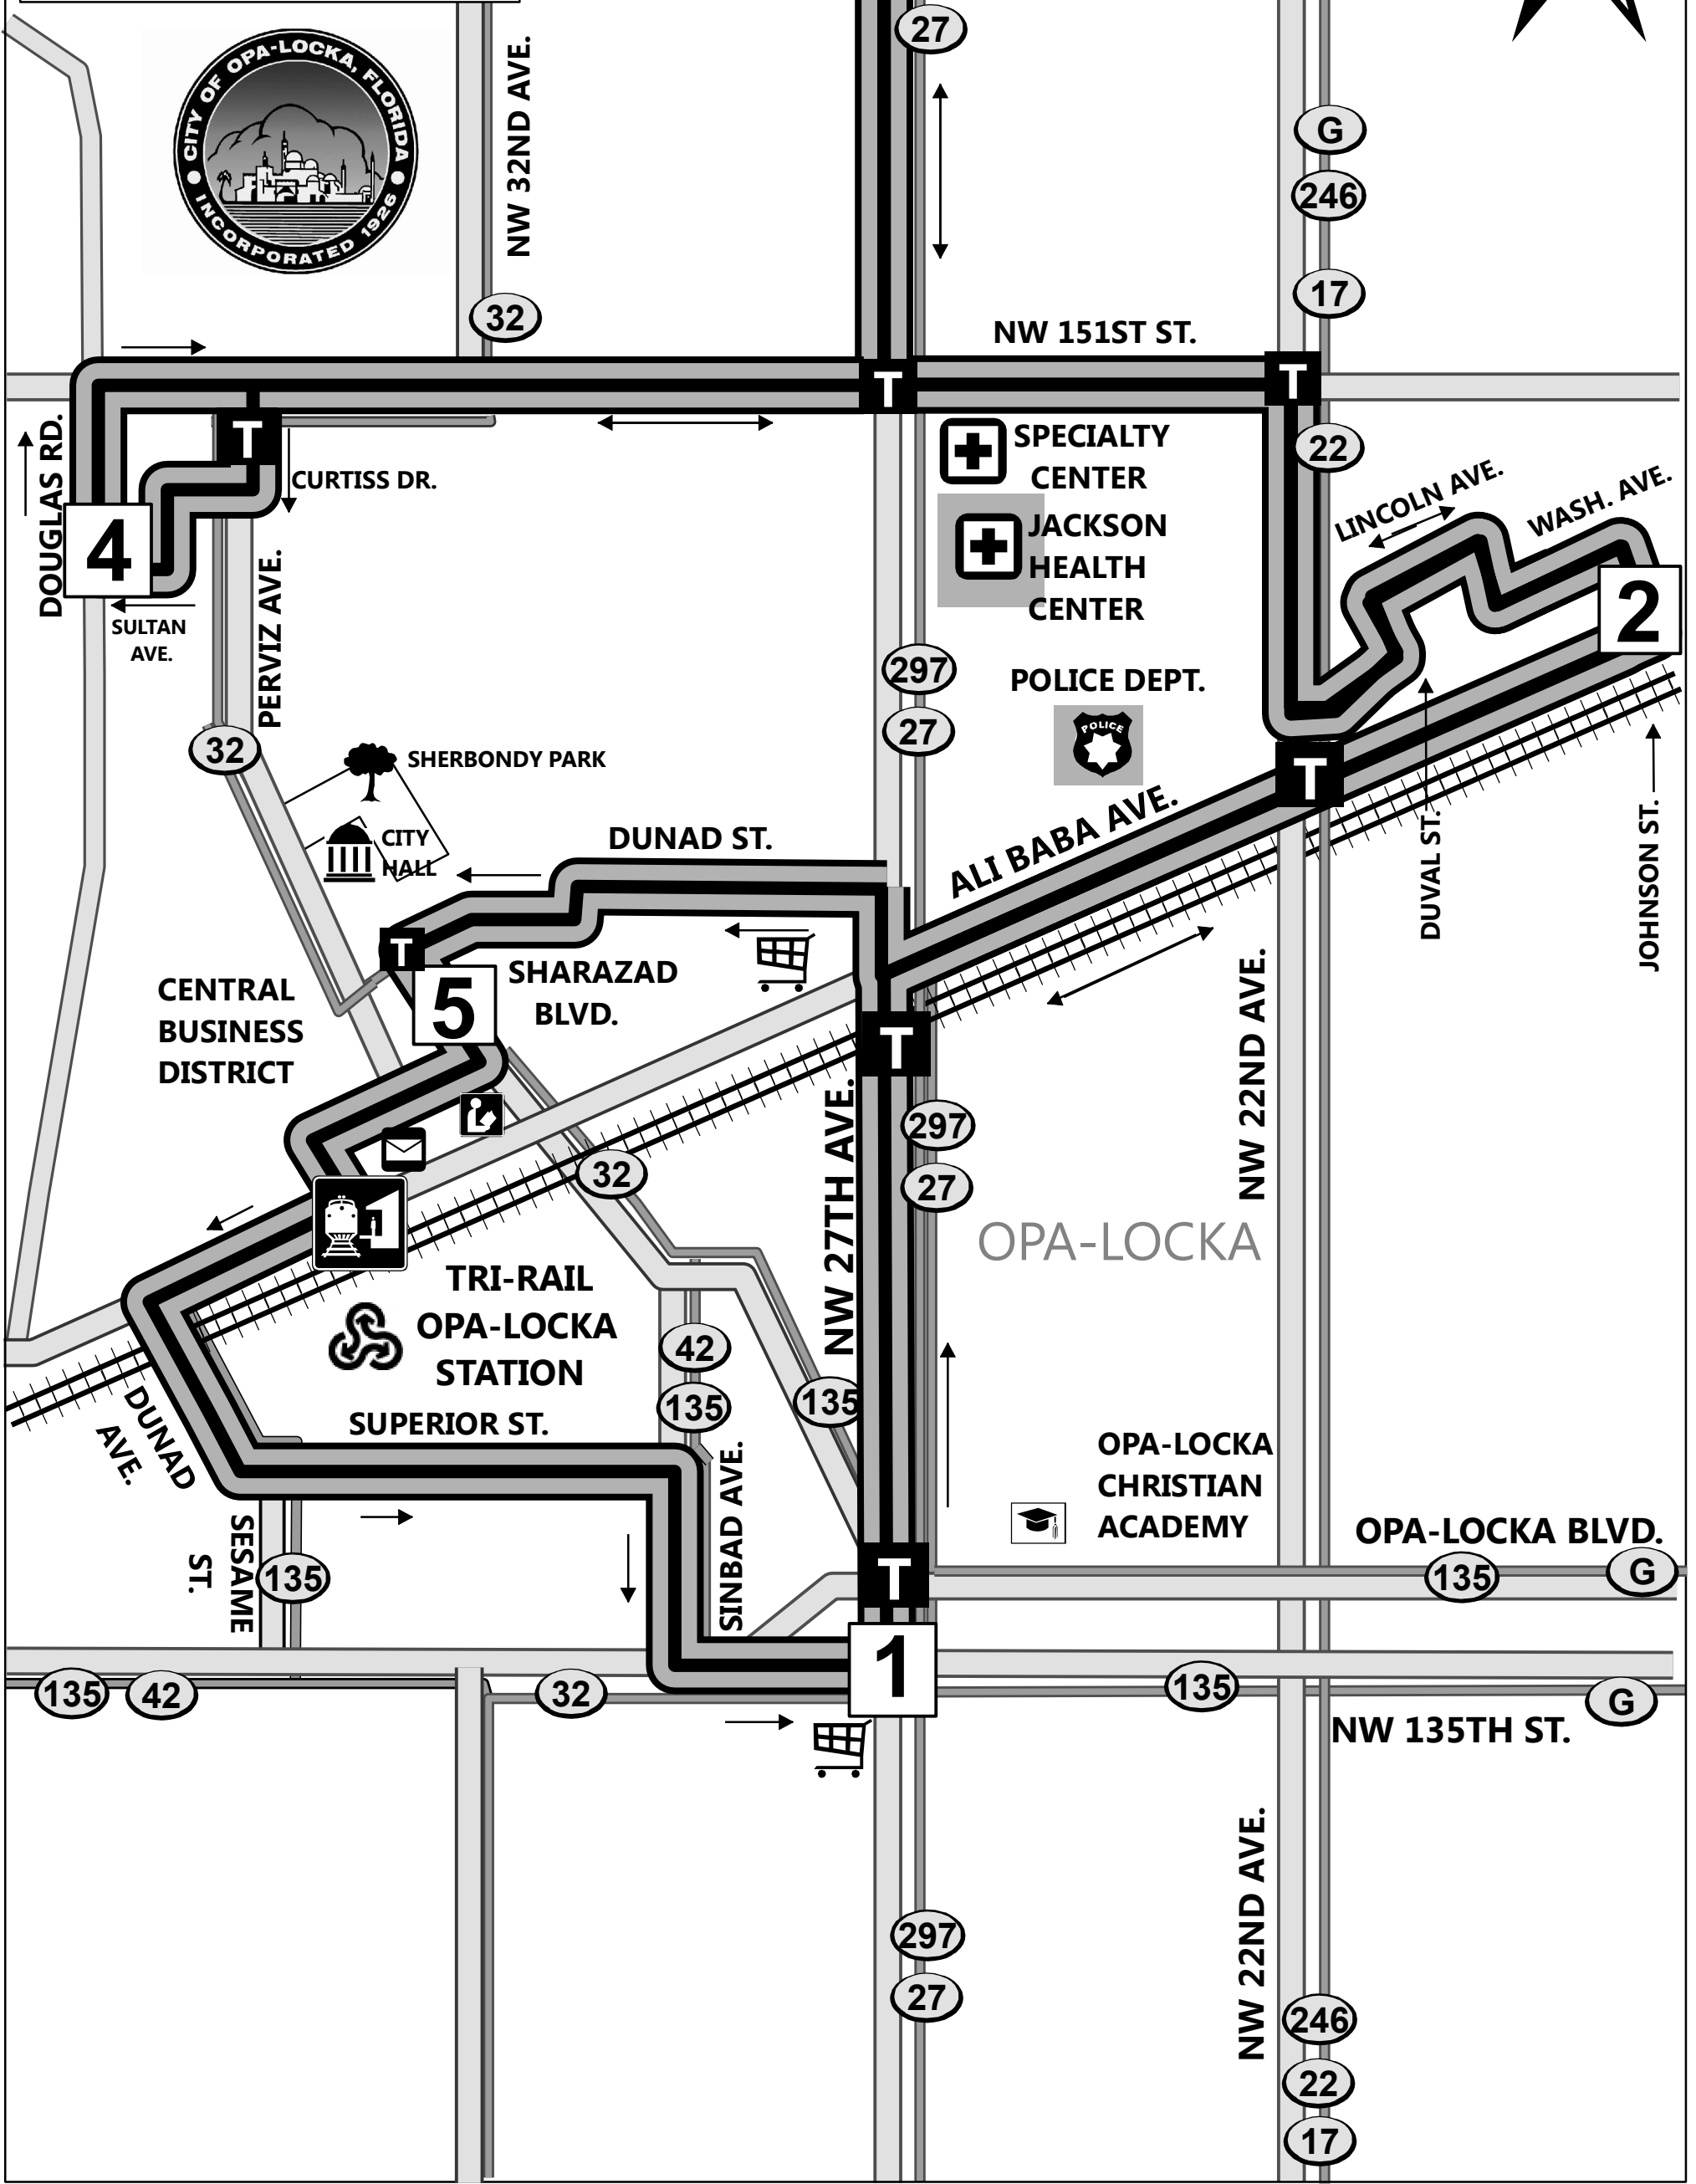 27
CITY OF OPA-LOCKA, FLORIDA
INCORPORATED 1926
NW 32ND AVE.
G
246
17
32
NW 151ST ST.
T
T
T
22
SPECIALTY
CENTER
JACKSON
HEALTH
CENTER
DOUGLAS RD.
CURTISS DR.
LINCOLN AVE.
WASH. AVE.
4
2
SULTAN
AVE.
PERVIZ AVE.
297
27
POLICE DEPT.
POLICE
32
SHERBONDY PARK
CITY
HALL
DUNAD ST.
ALI BABA AVE.
T
DUVAL ST.
JOHNSON ST.
T
SHARAZAD
BLVD.
5
CENTRAL
BUSINESS
DISTRICT
T
NW 22ND AVE.
NW 27TH AVE.
297
27
32
OPA-LOCKA
TRI-RAIL
OPA-LOCKA
STATION
42
135
135
DUNAD
AVE.
SUPERIOR ST.
SINBAD AVE.
OPA-LOCKA
CHRISTIAN
ACADEMY
OPA-LOCKA BLVD.
SESAME
ST.
135
T
135
G
1
135
42
32
135
G
NW 135TH ST.
NW 22ND AVE.
297
27
246
22
17